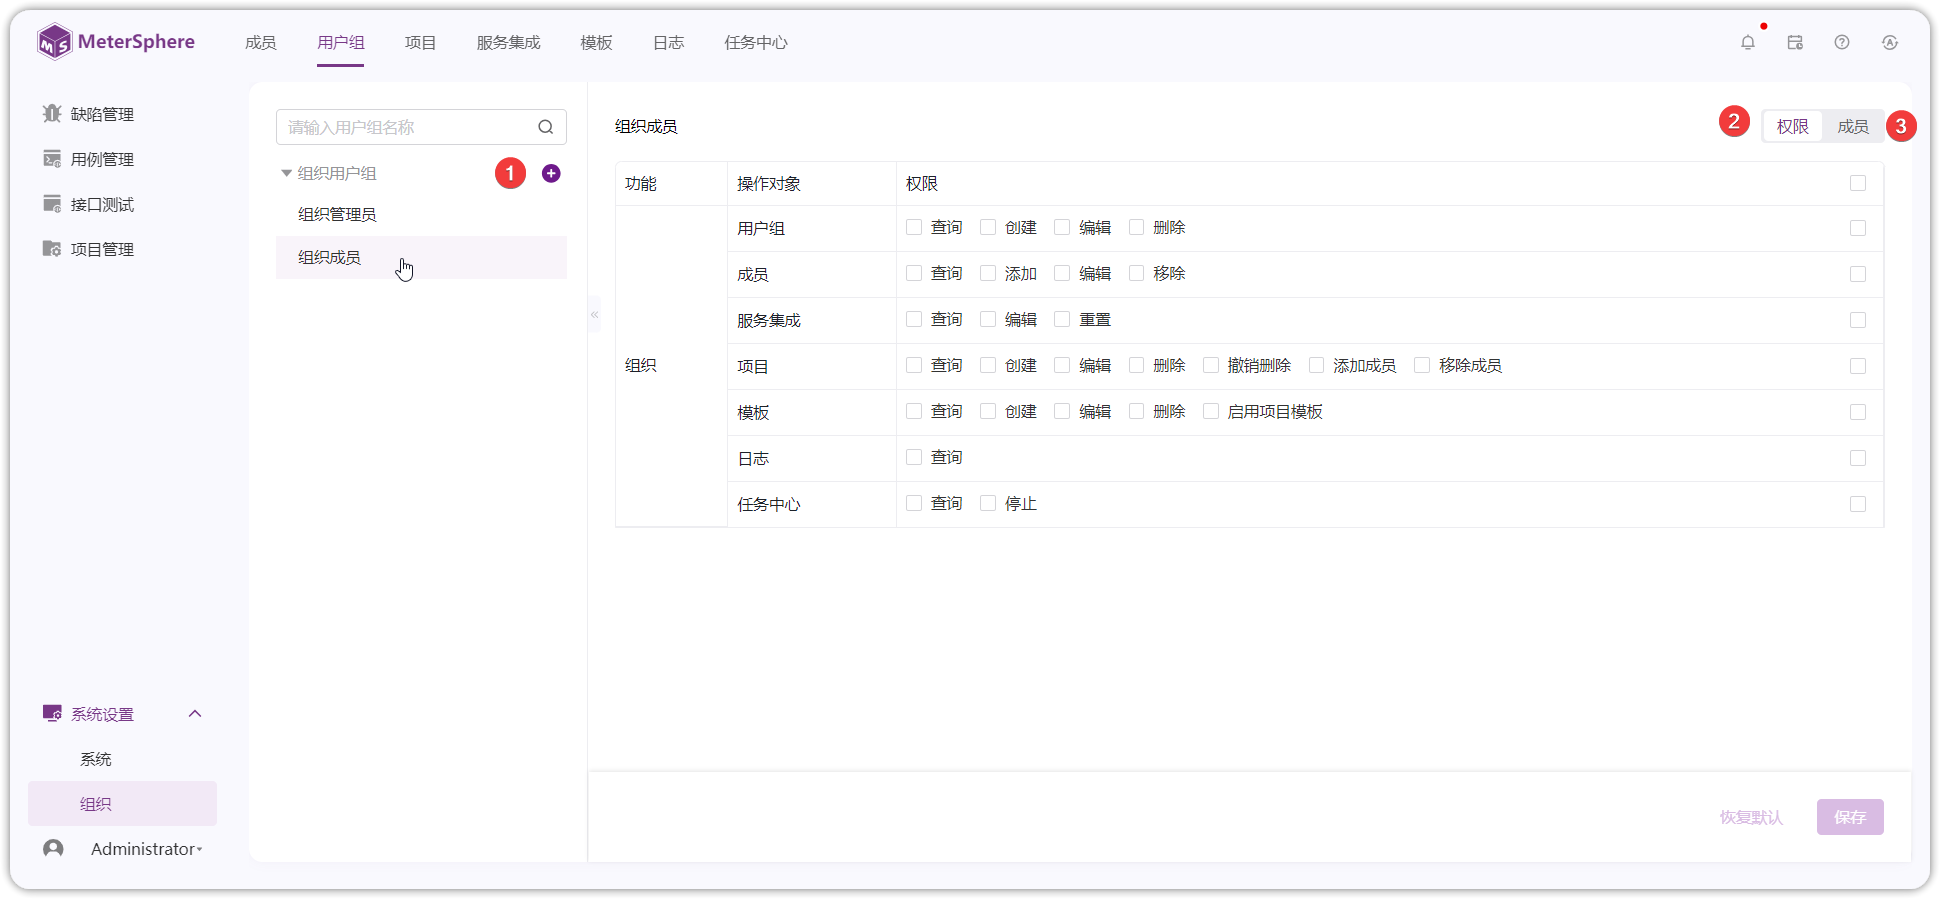 MeterSphere
成员 用户组 项目 服务集成 模板 日志 任务中心
缺陷管理
用例管理
接口测试
项目管理
系统设置
系统
组织
Administrator
请输入用户组名称
组织用户组 1
组织管理员
组织成员
组织成员 2 权限 成员 3
功能 操作对象 权限
组织
用户组 查询 创建 编辑 删除
成员 查询 添加 编辑 移除
服务集成 查询 编辑 重置
项目 查询 创建 编辑 删除 撤销删除 添加成员 移除成员
模板 查询 创建 编辑 删除 启用项目模板
日志 查询
任务中心 查询 停止
恢复默认 保存